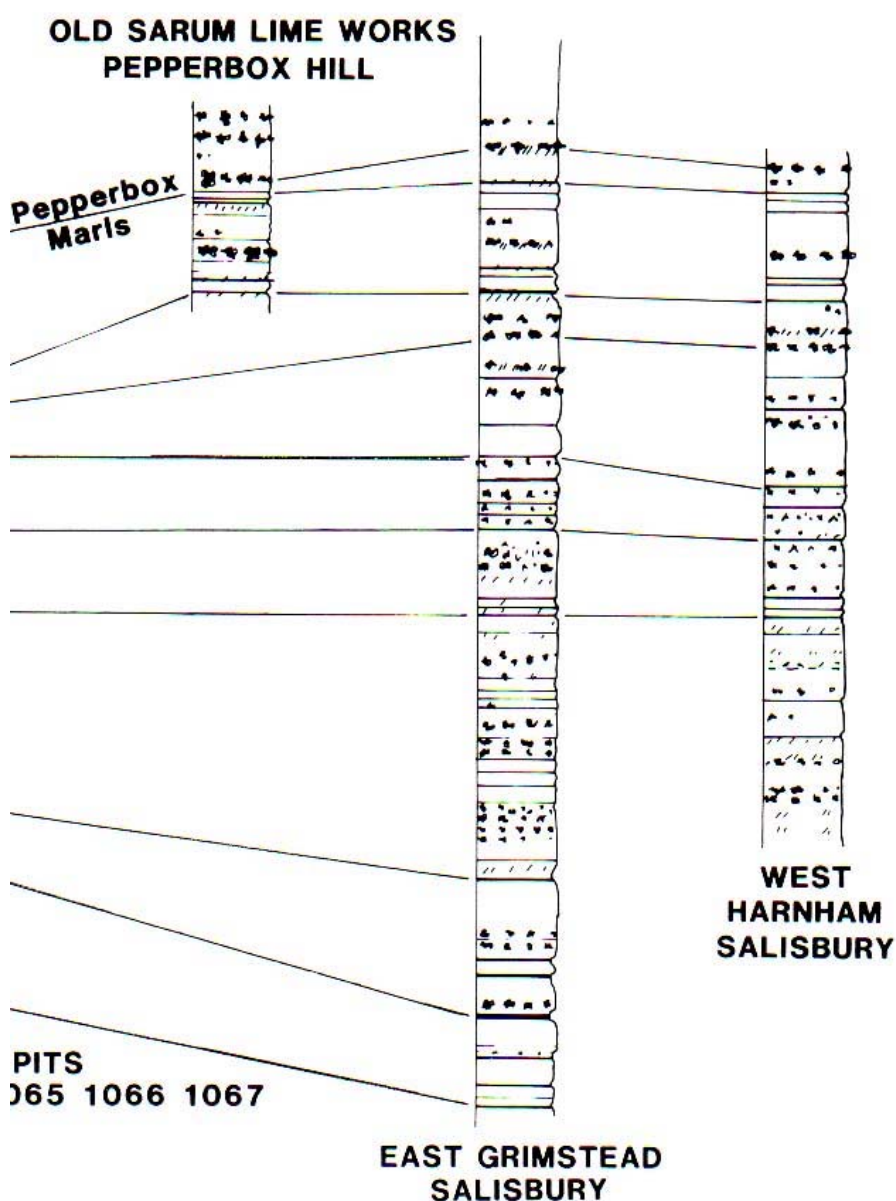 OLD SARUM LIME WORKS
PEPPERBOX HILL
Pepperbox
Marls
WEST
HARNHAM
SALISBURY
PITS
065 1066 1067
EAST GRIMSTEAD
SALISBURY